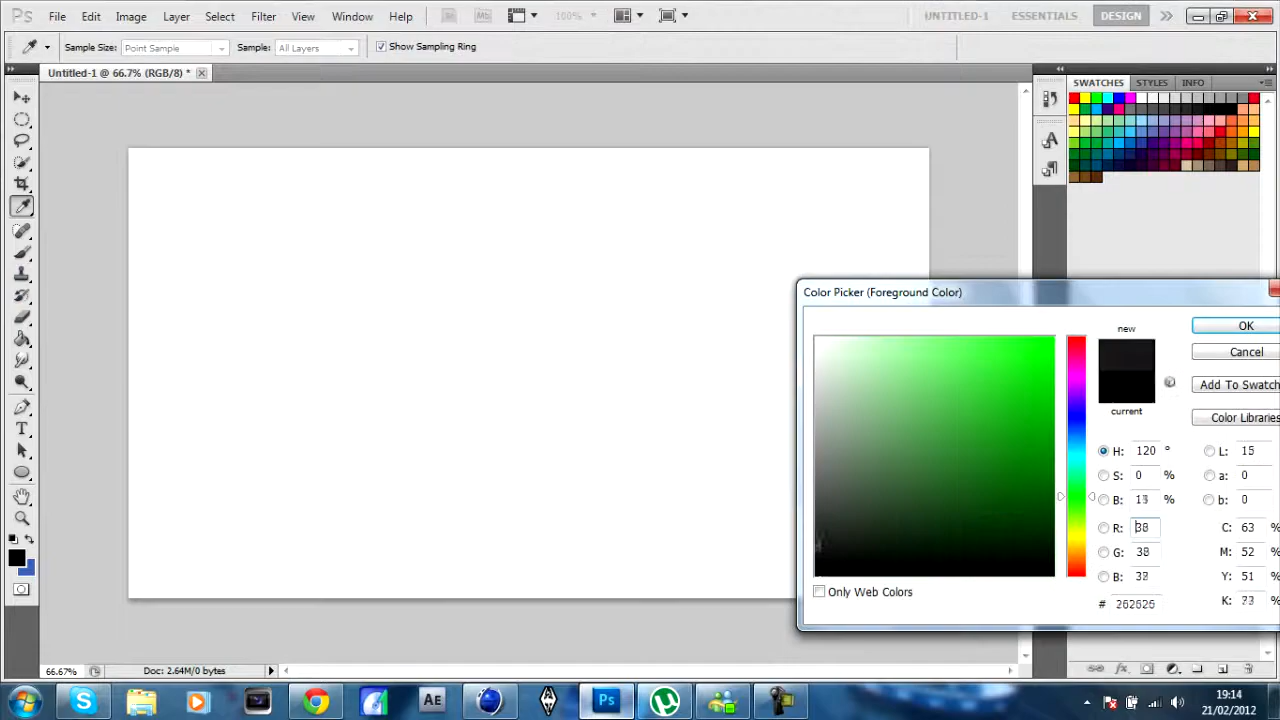 Ps File Edit Image Layer Select Filter View Window Help Br Mb 100% UNTITLED-1 ESSENTIALS DESIGN
Sample Size: Point Sample Sample: All Layers Show Sampling Ring
Untitled-1 @ 66.7% (RGB/8) *
SWATCHES STYLES INFO
Color Picker (Foreground Color)
new
OK
Cancel
Add To Swatch
current
Color Libraries
H: 120 ° L: 15
S: 0 % a: 0
B: % b: 0
R: 38 C: 63 %
G: 38 M: 52 %
B: Y: 51 %
Only Web Colors
# 262626 K: %
66.67% Doc: 2.64M/0 bytes
AE Ps
19:14
21/02/2012